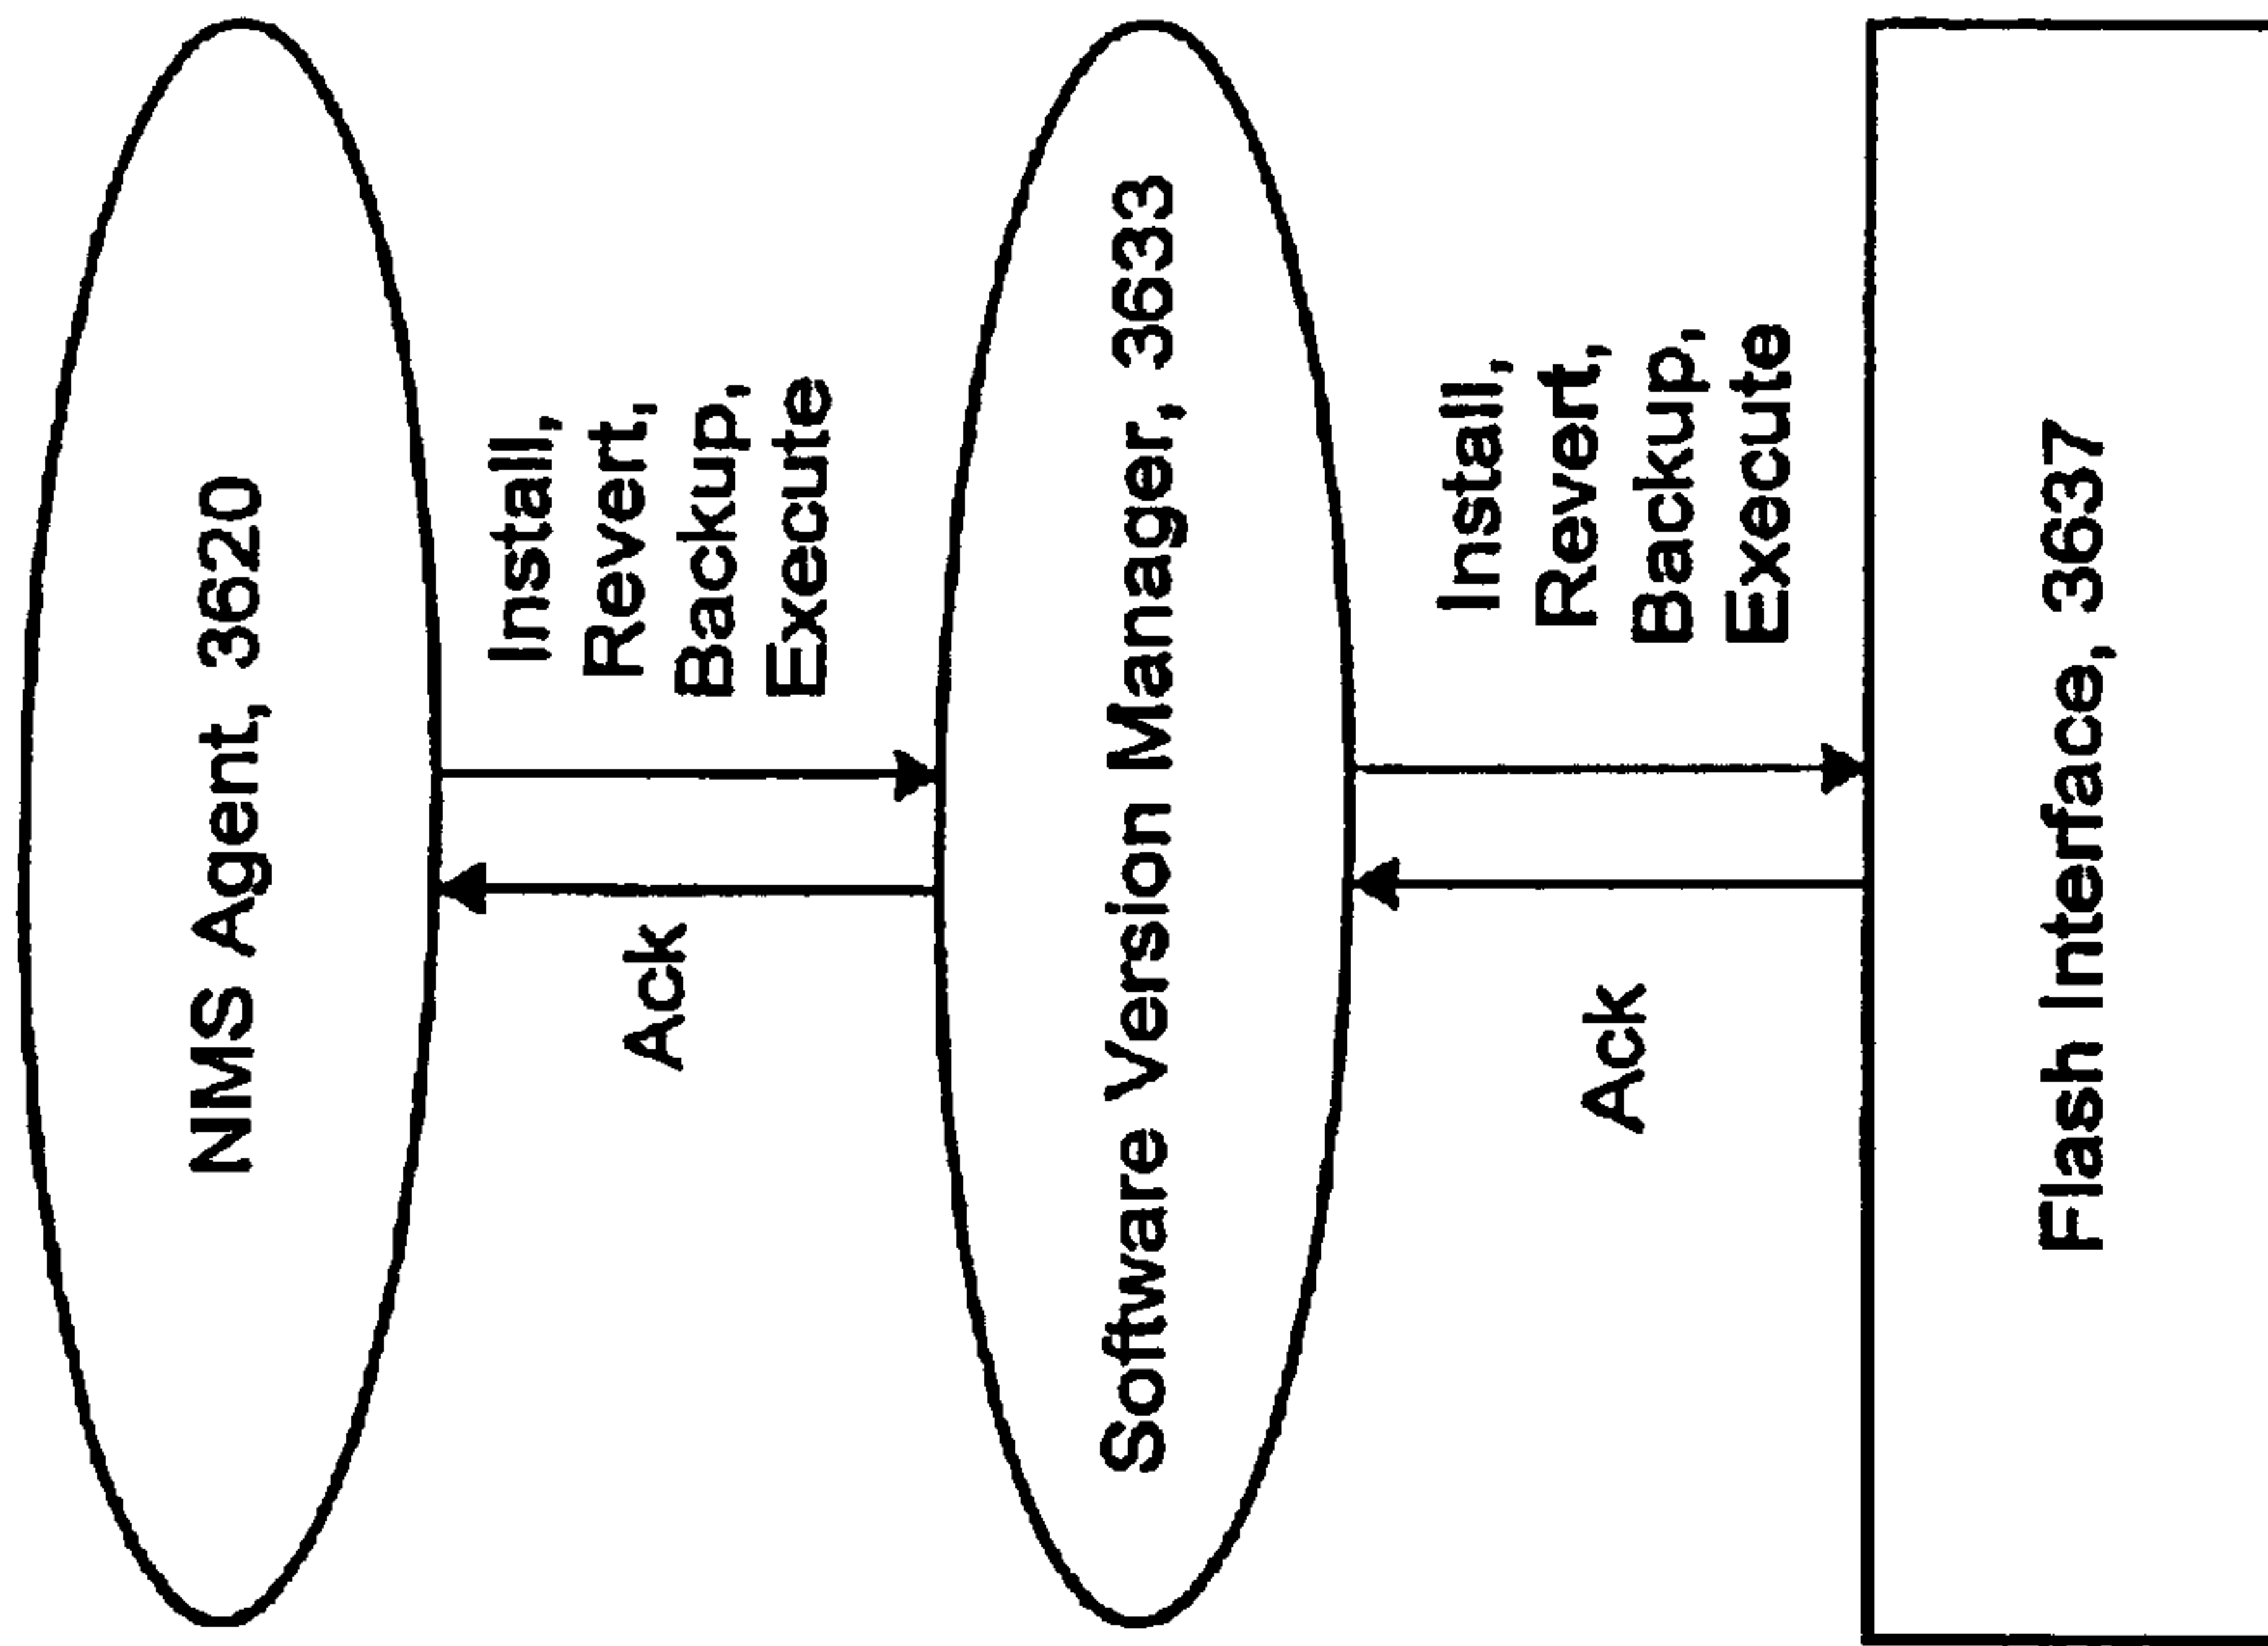 NMS Agent, 3620
Ack
Install,
Revert,
Backup,
Execute
Software Version Manager, 3633
Ack
Install,
Revert,
Backup,
Execute
Flash Interface, 3637